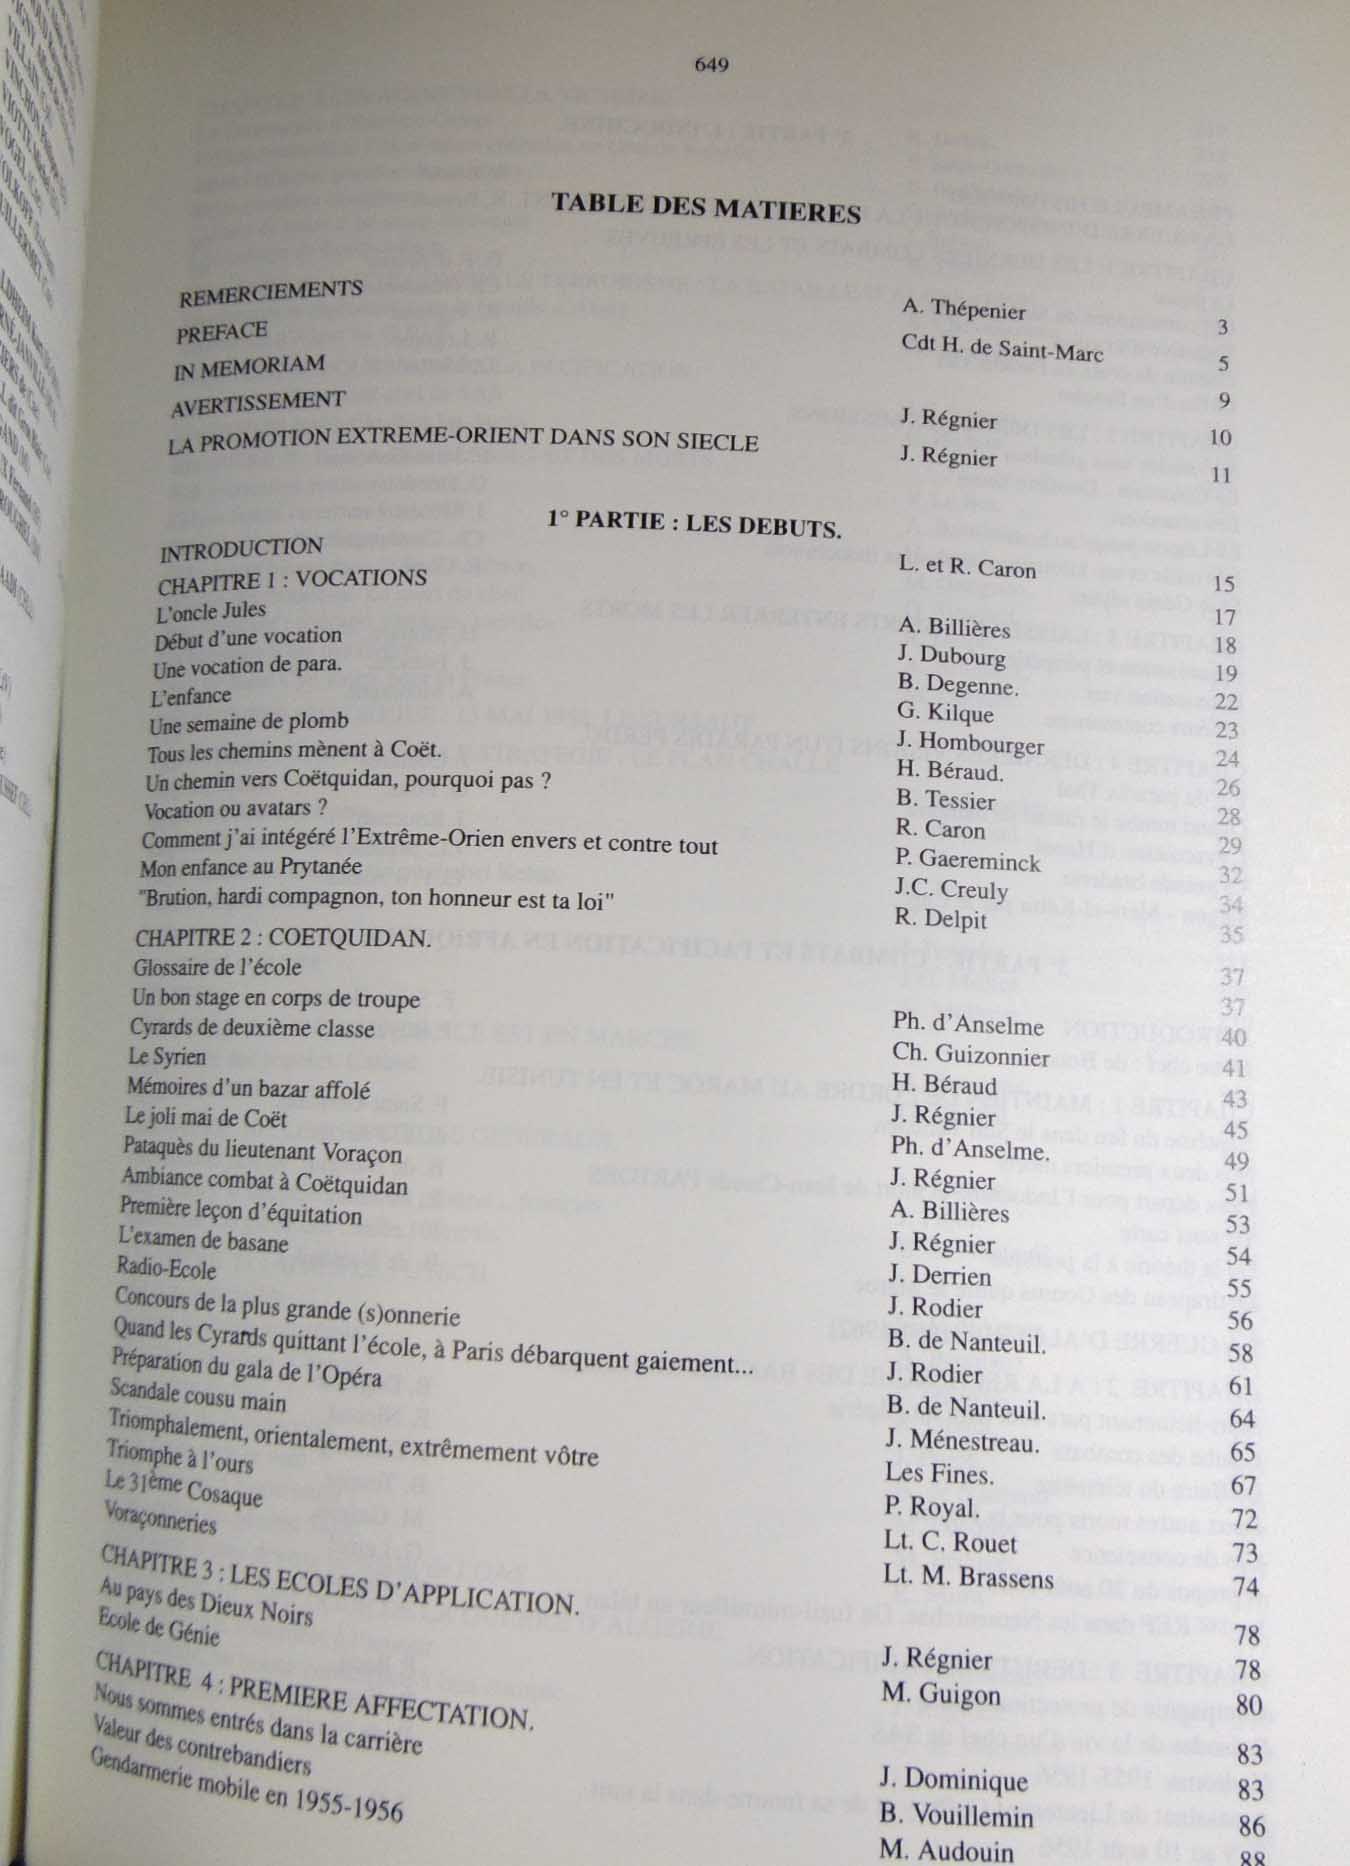 649
TABLE DES MATIERES
REMERCIEMENTS A. Thépenier 3
PREFACE Cdt H. de Saint-Marc 5
IN MEMORIAM 9
AVERTISSEMENT J. Régnier 10
LA PROMOTION EXTREME-ORIENT DANS SON SIECLE J. Régnier 11
1° PARTIE : LES DEBUTS.
INTRODUCTION L. et R. Caron 15
CHAPITRE 1 : VOCATIONS 17
L'oncle Jules A. Billières 18
Début d'une vocation J. Dubourg 19
Une vocation de para. B. Degenne. 22
L'enfance G. Kilque 23
Une semaine de plomb J. Hombourger 24
Tous les chemins mènent à Coët. H. Béraud. 26
Un chemin vers Coëtquidan, pourquoi pas ? B. Tessier 28
Vocation ou avatars ? R. Caron 29
Comment j'ai intégéré l'Extrême-Orien envers et contre tout P. Gaereminck 32
Mon enfance au Prytanée J.C. Creuly 34
"Brution, hardi compagnon, ton honneur est ta loi" R. Delpit 35
CHAPITRE 2 : COETQUIDAN. 37
Glossaire de l'école 37
Un bon stage en corps de troupe Ph. d'Anselme 40
Cyrards de deuxième classe Ch. Guizonnier 41
Le Syrien H. Béraud 43
Mémoires d'un bazar affolé J. Régnier 45
Le joli mai de Coët Ph. d'Anselme. 49
Pataquès du lieutenant Voraçon J. Régnier 51
Ambiance combat à Coëtquidan A. Billières 53
Première leçon d'équitation J. Régnier 54
L'examen de basane J. Derrien 55
Radio-Ecole J. Rodier 56
Concours de la plus grande (s)onnerie B. de Nanteuil. 58
Quand les Cyrards quittant l'école, à Paris débarquent gaiement... J. Rodier 61
Préparation du gala de l'Opéra B. de Nanteuil. 64
Scandale cousu main J. Ménestreau. 65
Triomphalement, orientalement, extrêmement vôtre Les Fines. 67
Triomphe à l'ours P. Royal. 72
Le 31ème Cosaque Lt. C. Rouet 73
Voraçonneries Lt. M. Brassens 74
CHAPITRE 3 : LES ECOLES D'APPLICATION. 78
Au pays des Dieux Noirs J. Régnier 78
Ecole de Génie M. Guigon 80
CHAPITRE 4 : PREMIERE AFFECTATION. 83
Nous sommes entrés dans la carrière J. Dominique 83
Valeur des contrebandiers B. Vouillemin 86
Gendarmerie mobile en 1955-1956 M. Audouin 88